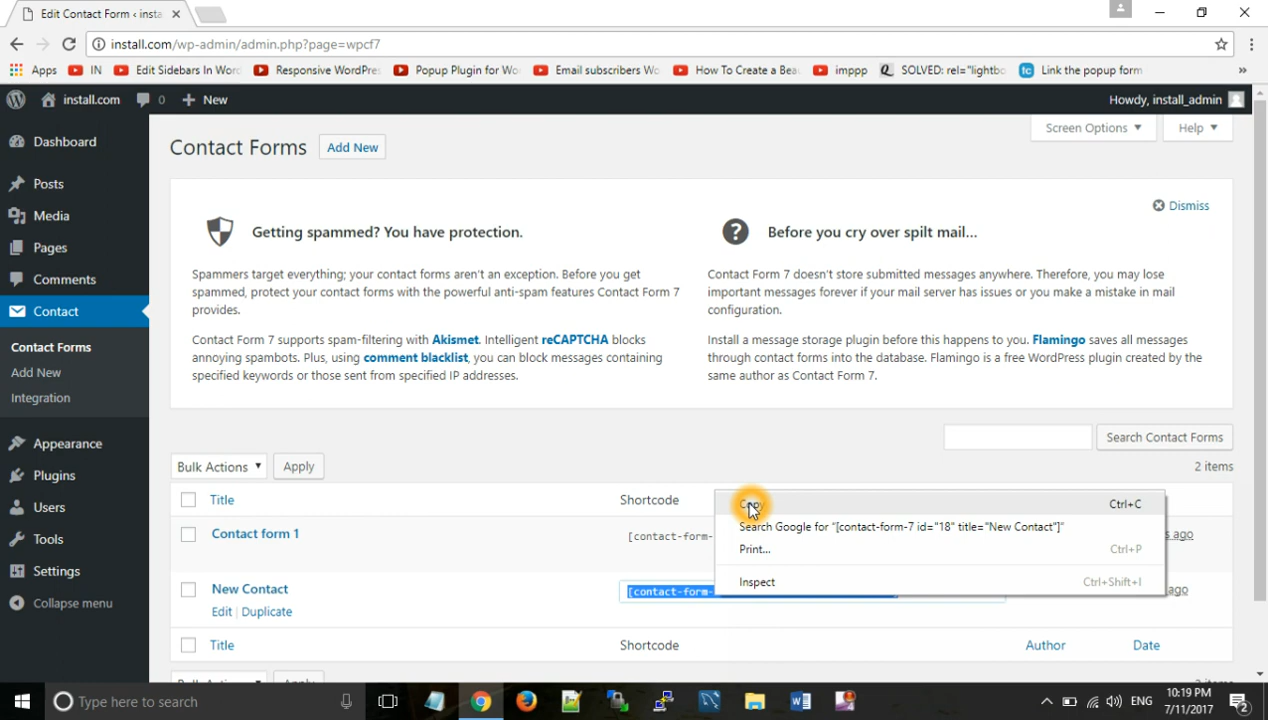 Edit Contact Form ‹ insta
install.com/wp-admin/admin.php?page=wpcf7
Apps IN Edit Sidebars In Word Responsive WordPre Popup Plugin for Wo Email subscribers Wo How To Create a Bea imppp SOLVED: rel="lightbo Link the popup form »
install.com 0 + New Howdy, install_admin
Screen Options ▼ Help ▼
Dashboard
Posts
Media
Pages
Comments
Contact
Contact Forms
Add New
Integration
Appearance
Plugins
Users
Tools
Settings
Collapse menu
Contact Forms Add New
Dismiss
Getting spammed? You have protection.
Spammers target everything; your contact forms aren't an exception. Before you get
spammed, protect your contact forms with the powerful anti-spam features Contact Form 7
provides.
Contact Form 7 supports spam-filtering with Akismet. Intelligent reCAPTCHA blocks
annoying spambots. Plus, using comment blacklist, you can block messages containing
specified keywords or those sent from specified IP addresses.
Before you cry over spilt mail...
Contact Form 7 doesn't store submitted messages anywhere. Therefore, you may lose
important messages forever if your mail server has issues or you make a mistake in mail
configuration.
Install a message storage plugin before this happens to you. Flamingo saves all messages
through contact forms into the database. Flamingo is a free WordPress plugin created by the
same author as Contact Form 7.
Search Contact Forms
Bulk Actions ▼ Apply 2 items
Title Shortcode
Contact form 1 [contact-form- s ago
New Contact [contact-form- ago
Edit | Duplicate
Title Shortcode Author Date
Copy Ctrl+C
Search Google for "[contact-form-7 id="18" title="New Contact"]"
Print... Ctrl+P
Inspect Ctrl+Shift+I
Type here to search
ENG
10:19 PM
7/11/2017
2